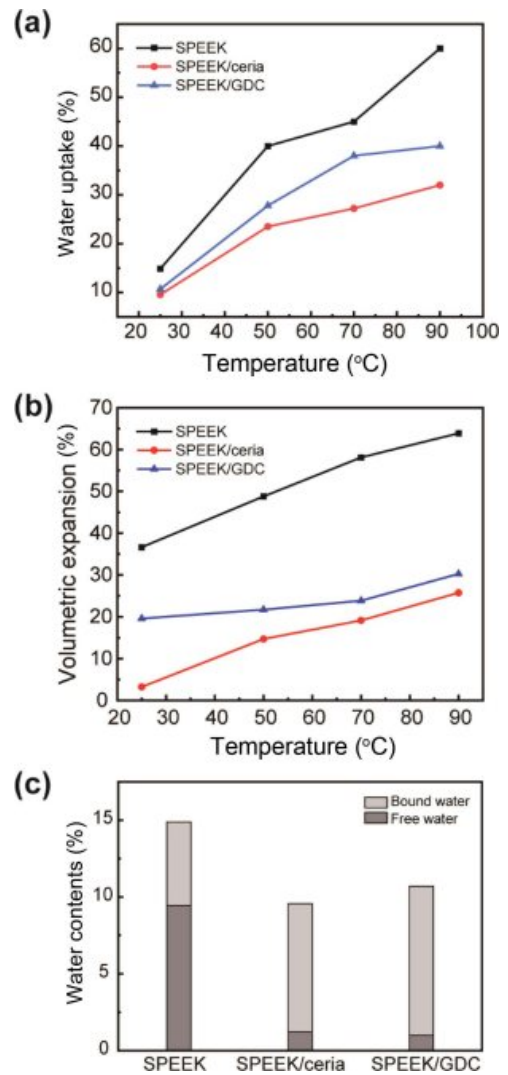 (a)
60
50
40
30
20
10
Water uptake (%)
SPEEK
SPEEK/ceria
SPEEK/GDC
20 30 40 50 60 70 80 90 100
Temperature (°C)
(b)
70
60
50
40
30
20
10
0
Volumetric expansion (%)
SPEEK
SPEEK/ceria
SPEEK/GDC
20 30 40 50 60 70 80 90
Temperature (°C)
(c)
15
10
5
0
Water contents (%)
Bound water
Free water
SPEEK SPEEK/ceria SPEEK/GDC